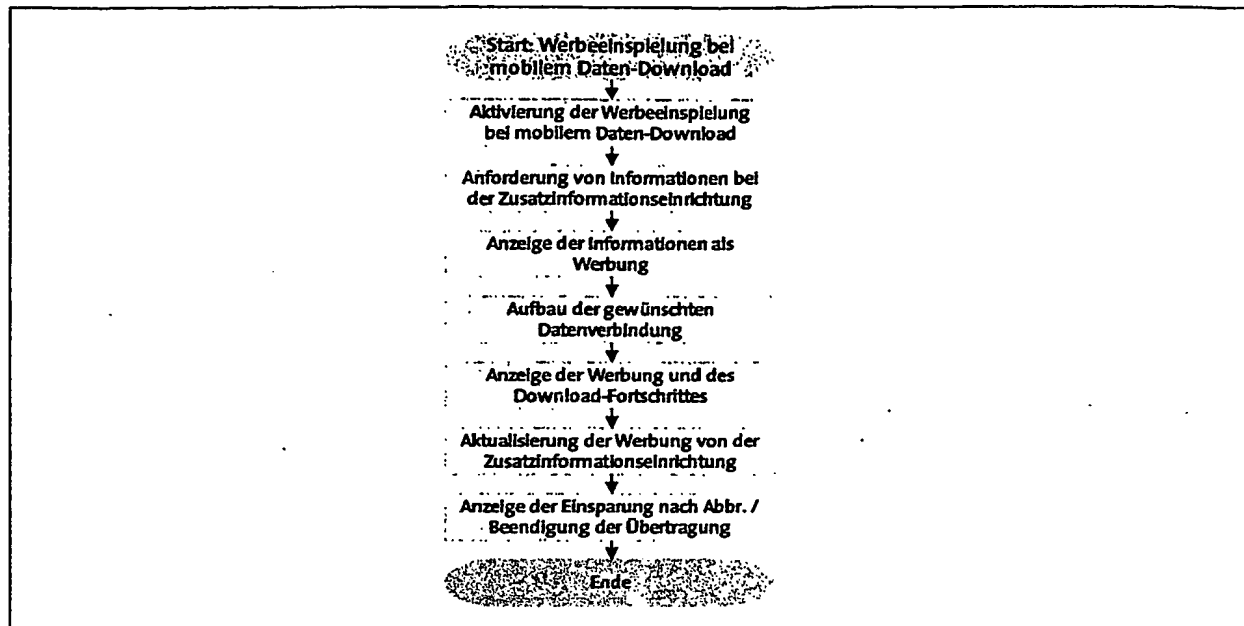 Start: Werbeeinspielung bei
mobilem Daten-Download
Aktivierung der Werbeeinspielung
bei mobilem Daten-Download
Anforderung von Informationen bei
der Zusatzinformationseinrichtung
Anzeige der Informationen als
Werbung
Aufbau der gewünschten
Datenverbindung
Anzeige der Werbung und des
Download-Fortschrittes
Aktualisierung der Werbung von der
Zusatzinformationseinrichtung
Anzeige der Einsparung nach Abbr. /
Beendigung der Übertragung
Ende